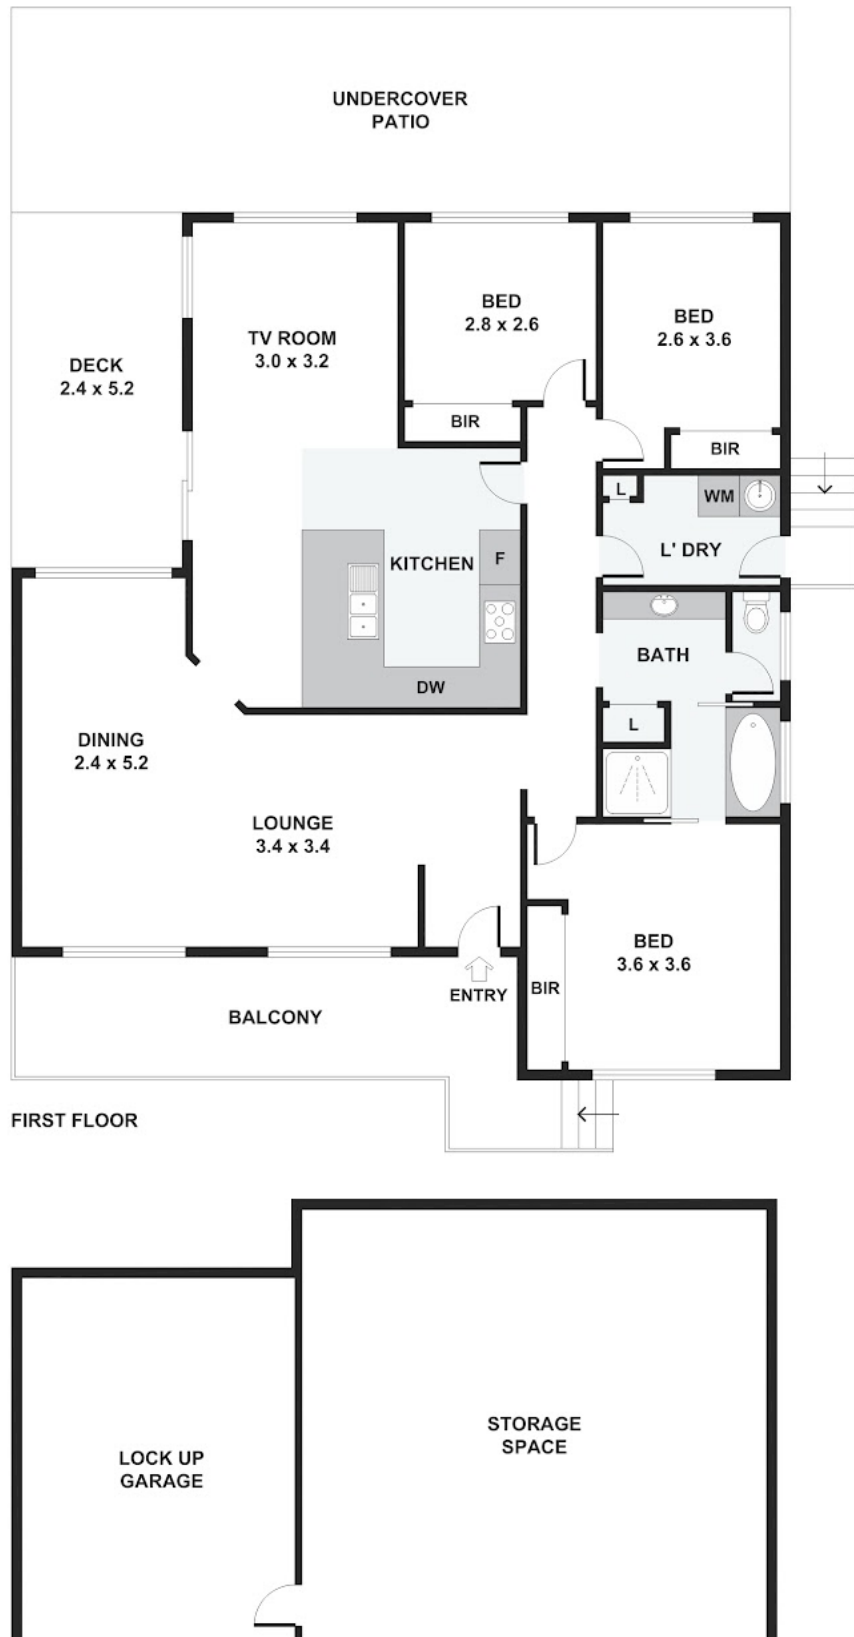 UNDERCOVER
PATIO
BED
2.8 x 2.6
BED
2.6 x 3.6
TV ROOM
3.0 x 3.2
DECK
2.4 x 5.2
BIR
BIR
L
WM
L' DRY
KITCHEN
F
BATH
DW
L
DINING
2.4 x 5.2
LOUNGE
3.4 x 3.4
BED
3.6 x 3.6
BIR
ENTRY
BALCONY
FIRST FLOOR
STORAGE
SPACE
LOCK UP
GARAGE